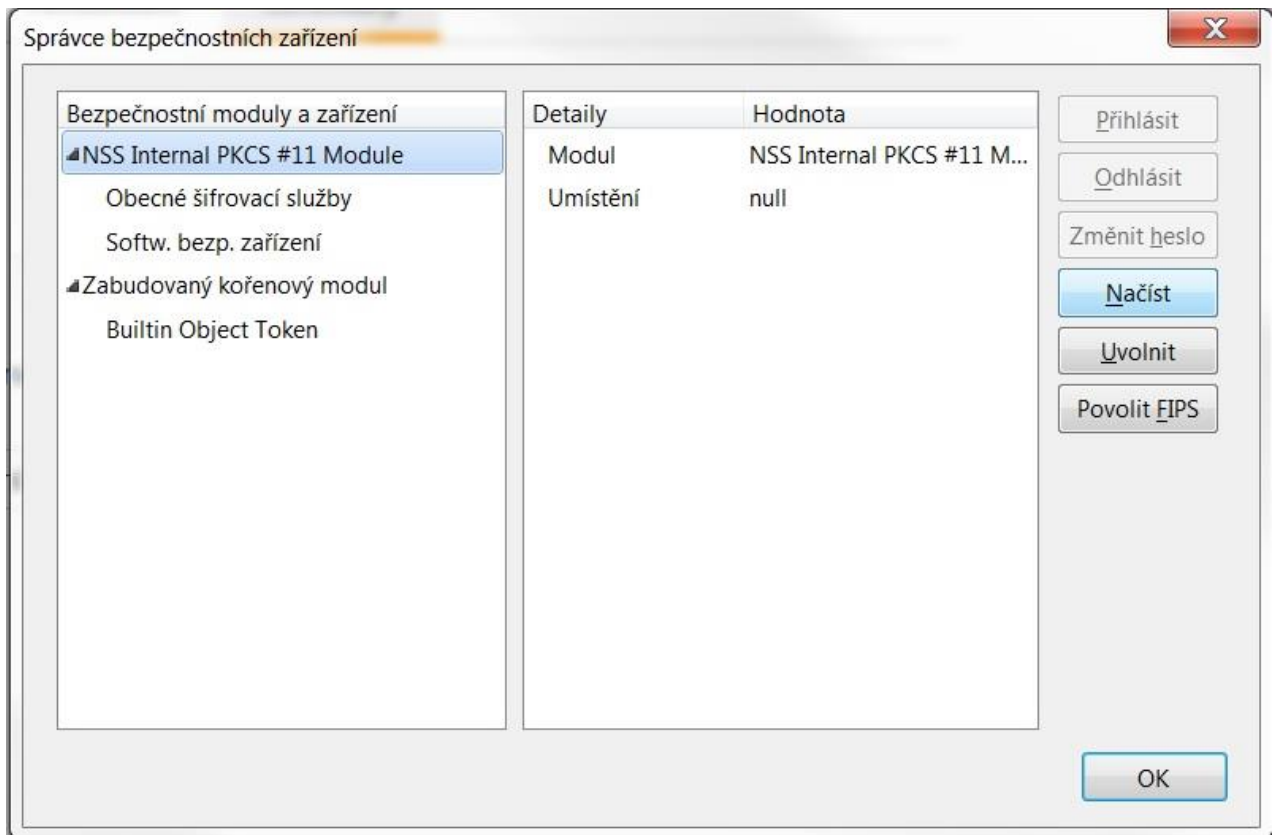 Správce bezpečnostních zařízení
Bezpečnostní moduly a zařízení
NSS Internal PKCS #11 Module
Obecné šifrovací služby
Softw. bezp. zařízení
Zabudovaný kořenový modul
Builtin Object Token
Detaily Hodnota
Modul NSS Internal PKCS #11 M...
Umístění null
Přihlásit
Odhlásit
Změnit heslo
Načíst
Uvolnit
Povolit FIPS
OK